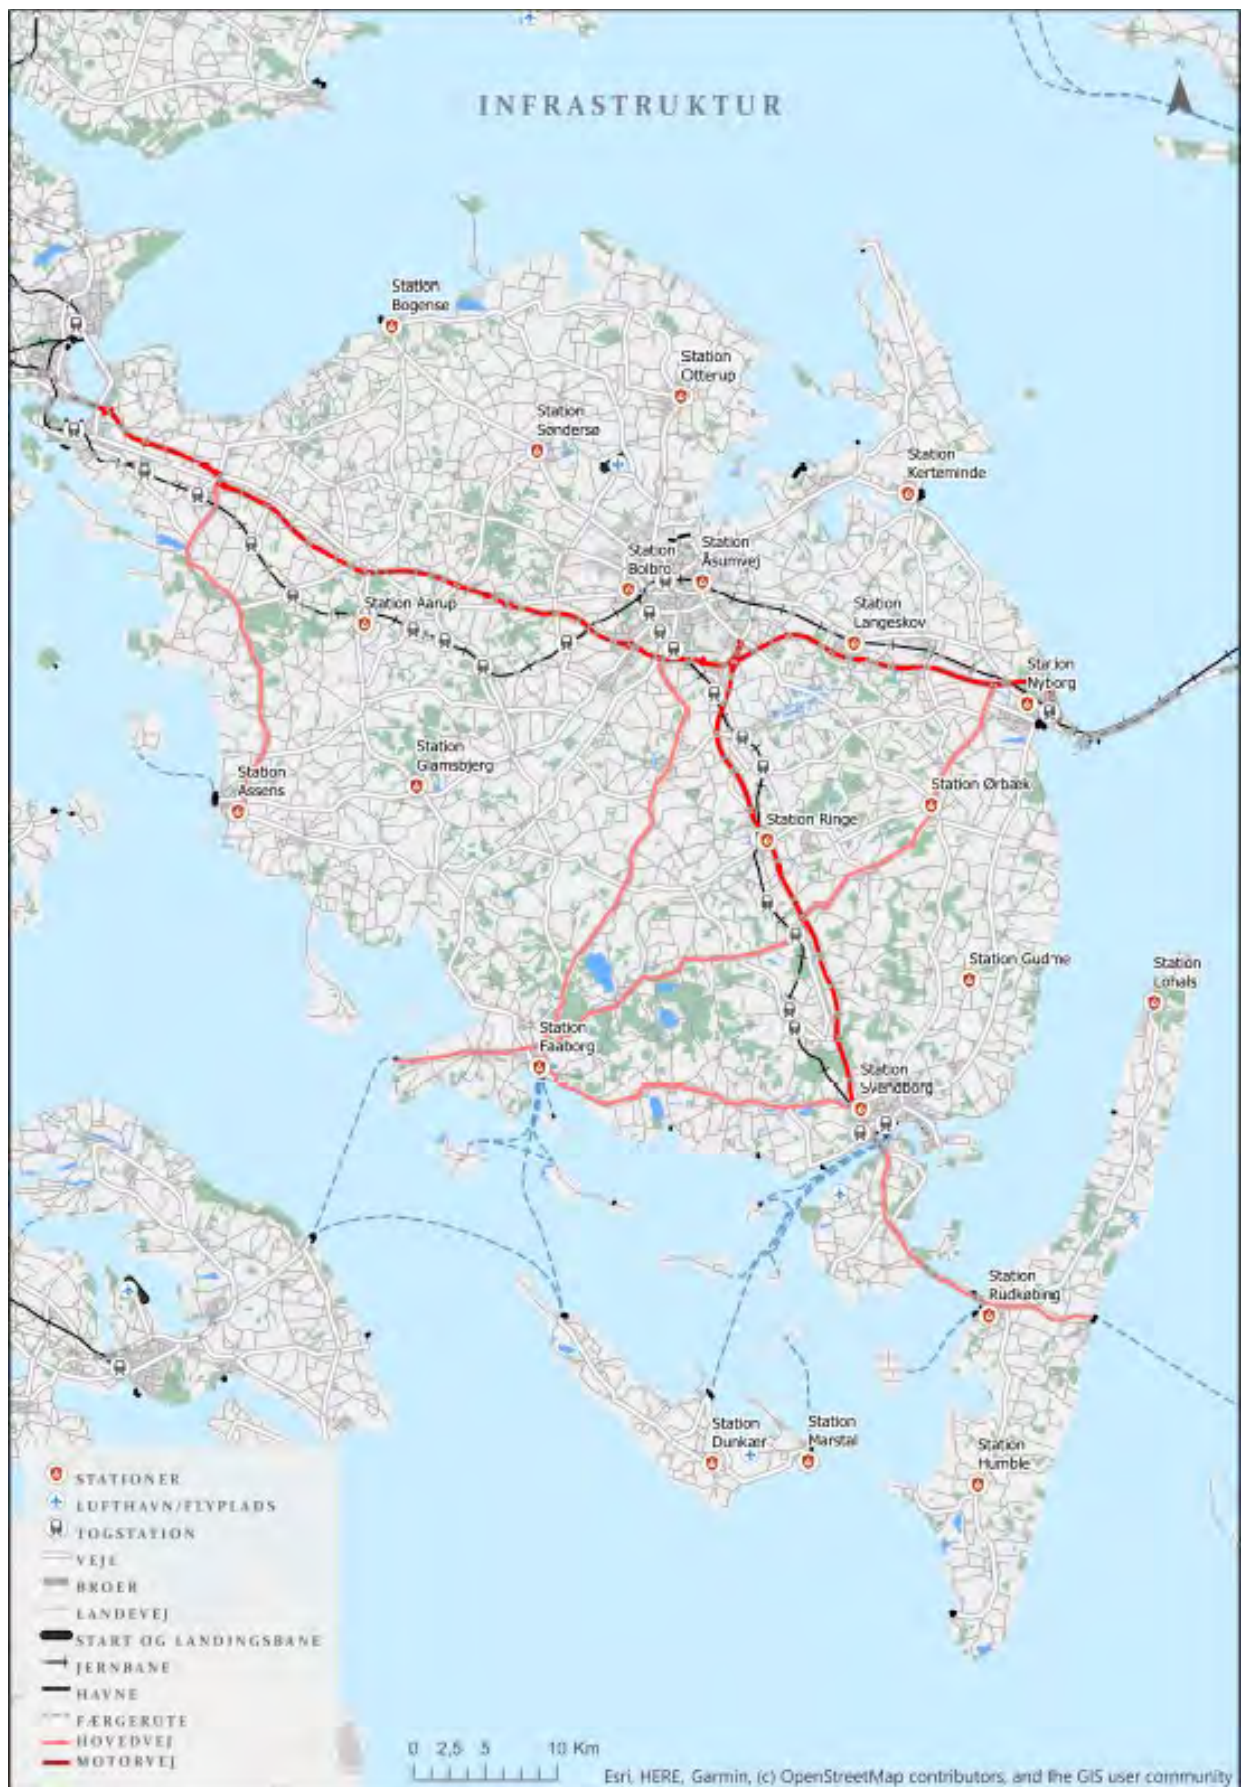 INFRASTRUKTUR
Station
Bogense
Station
Otterup
Station
Søndersø
Station
Kerteminde
Station
Bolbro
Station
Åsumvej
Station Aarup
Station
Langeskov
Station
Nyborg
Station
Glamsbjerg
Station
Assens
Station Ørbæk
Station Ringe
Station Gudme
Station
Lohals
Station
Faaborg
Station
Svendborg
Station
Rudkøbing
Station
Dunkær
Station
Marstal
Station
Humble
STATIONER
LUFTHAVN/FLYPLADS
TOGSTATION
VEJE
BROER
LANDEVEJ
START OG LANDINGSBANE
JERNBANE
HAVNE
FÆRGERUTE
HOVEDVEJ
MOTORVEJ
0 2,5 5 10 Km
Esri, HERE, Garmin, (c) OpenStreetMap contributors, and the GIS user community